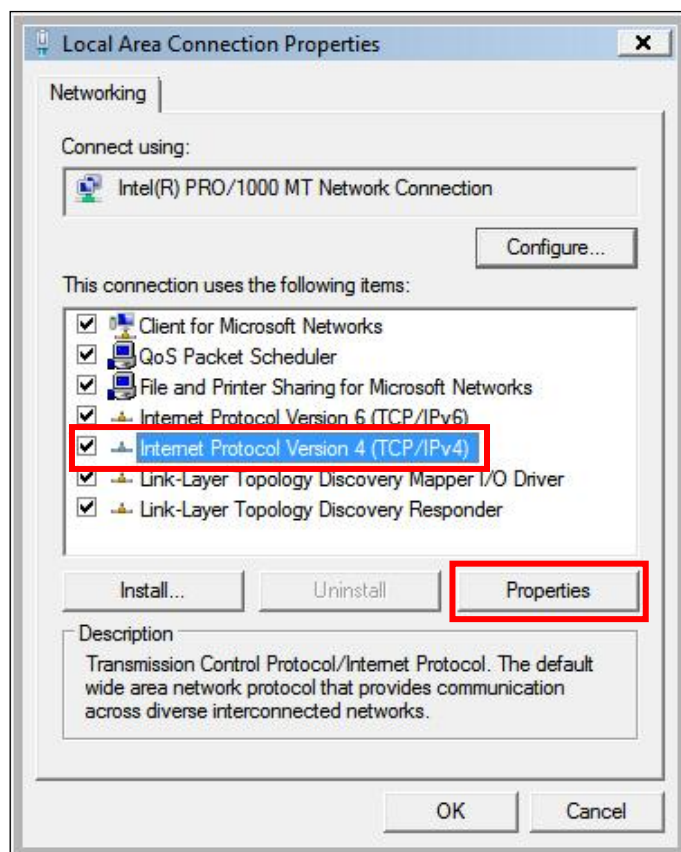 Local Area Connection Properties
Networking
Connect using:
Intel(R) PRO/1000 MT Network Connection
Configure...
This connection uses the following items:
Client for Microsoft Networks
QoS Packet Scheduler
File and Printer Sharing for Microsoft Networks
Internet Protocol Version 6 (TCP/IPv6)
Internet Protocol Version 4 (TCP/IPv4)
Link-Layer Topology Discovery Mapper I/O Driver
Link-Layer Topology Discovery Responder
Install... Uninstall Properties
Description
Transmission Control Protocol/Internet Protocol. The default
wide area network protocol that provides communication
across diverse interconnected networks.
OK Cancel